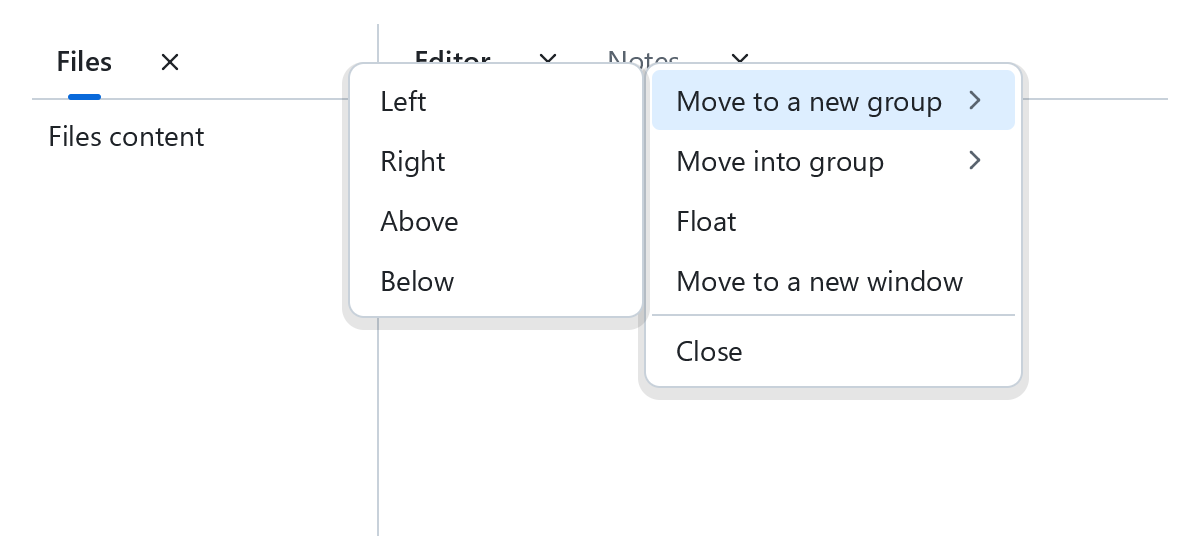 Files
Editor
Notes
Files content
Left
Right
Above
Below
Move to a new group
Move into group
Float
Move to a new window
Close